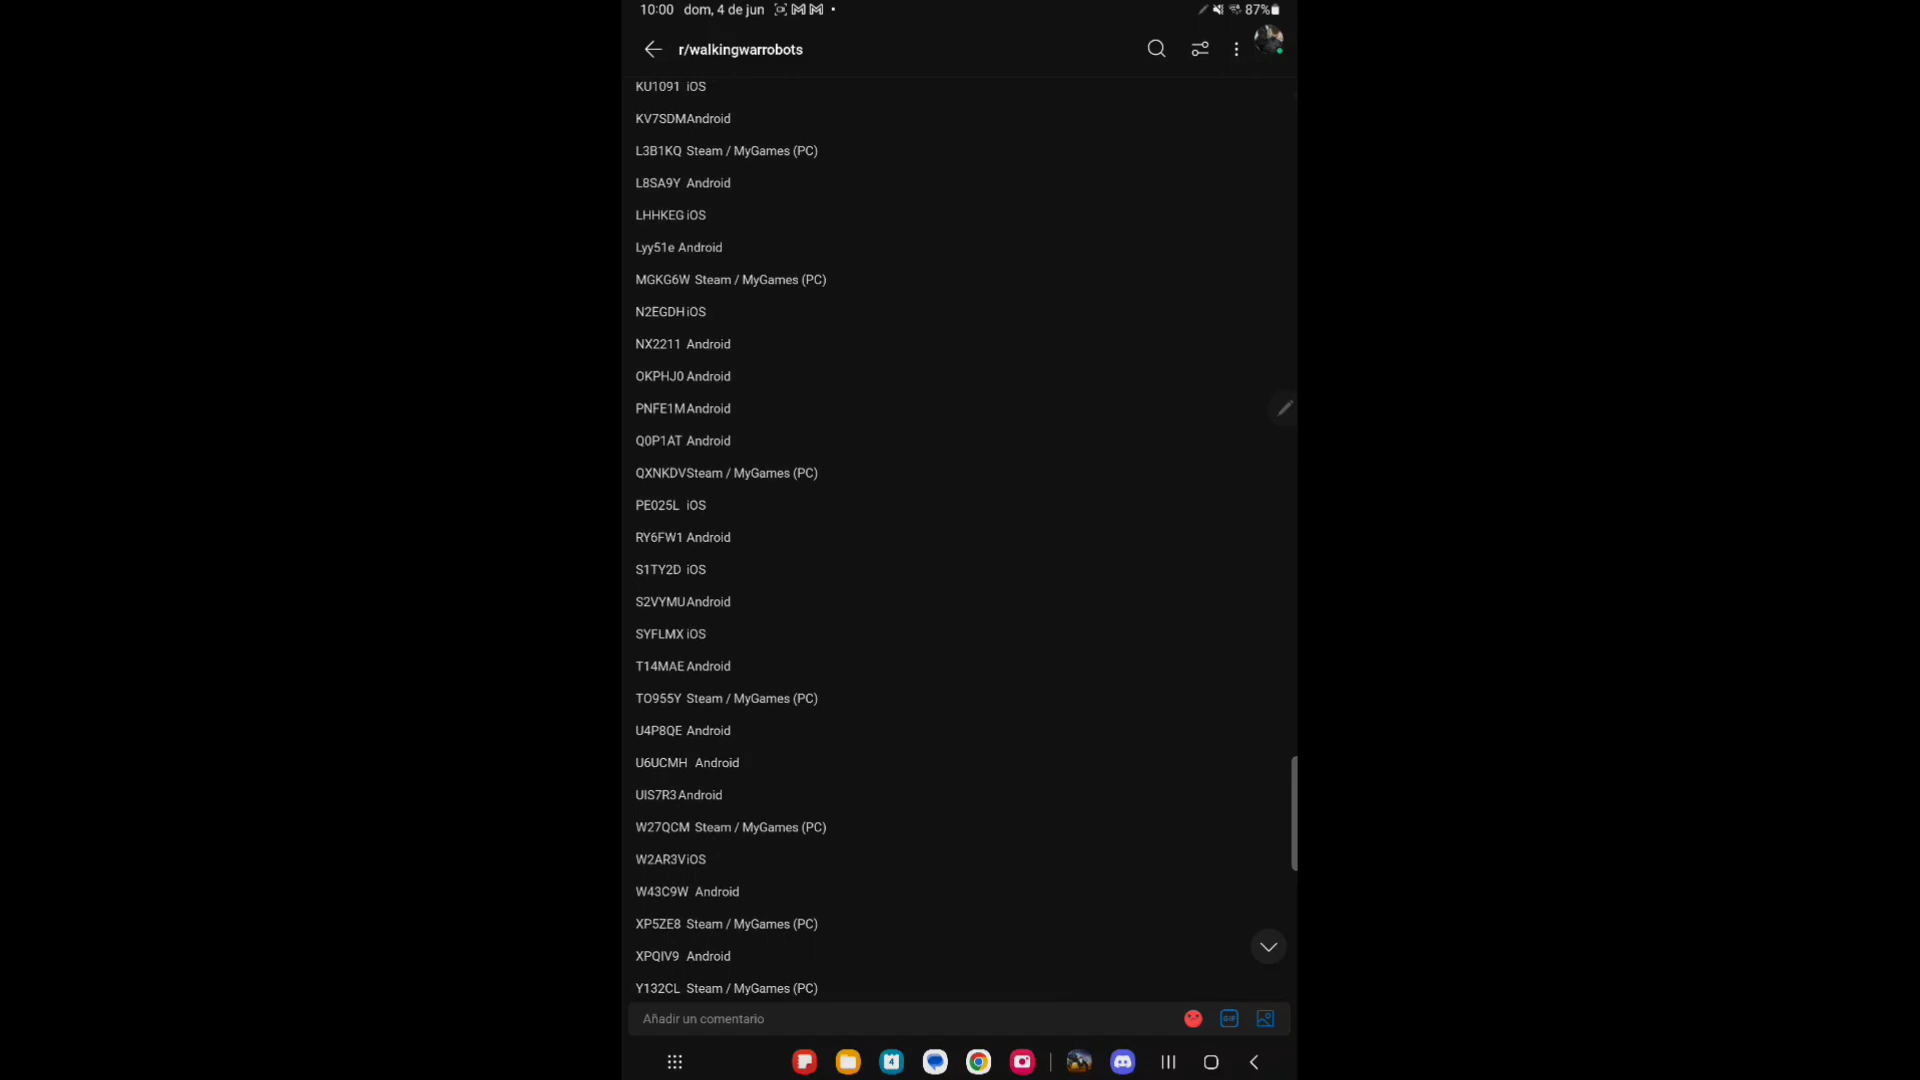 10:00 dom, 4 de jun 87%
r/walkingwarrobots
KU1091 iOS
KV7SDMAndroid
L3B1KQ Steam / MyGames (PC)
L8SA9Y Android
LHHKEG iOS
Lyy51e Android
MGKG6W Steam / MyGames (PC)
N2EGDH iOS
NX2211 Android
OKPHJ0 Android
PNFE1MAndroid
Q0P1AT Android
QXNKDVSteam / MyGames (PC)
PE025L iOS
RY6FW1 Android
S1TY2D iOS
S2VYMUAndroid
SYFLMX iOS
T14MAE Android
TO955Y Steam / MyGames (PC)
U4P8QE Android
U6UCMH Android
UIS7R3Android
W27QCM Steam / MyGames (PC)
W2AR3ViOS
W43C9W Android
XP5ZE8 Steam / MyGames (PC)
XPQIV9 Android
Y132CL Steam / MyGames (PC)
Añadir un comentario
GIF
4